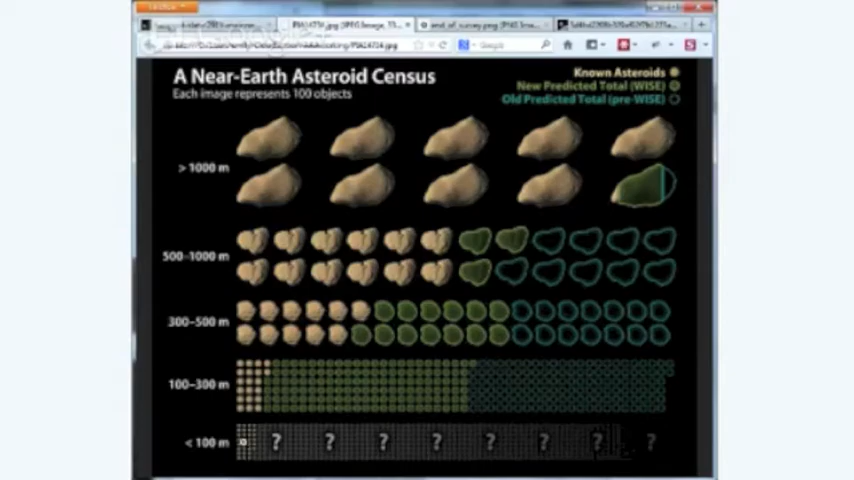 A Near-Earth Asteroid Census
Each image represents 100 objects
Known Asteroids
New Predicted Total (WISE)
Old Predicted Total (pre-WISE)
> 1000 m
500-1000 m
300-500 m
100-300 m
< 100 m
? ? ? ? ? ? ? ?